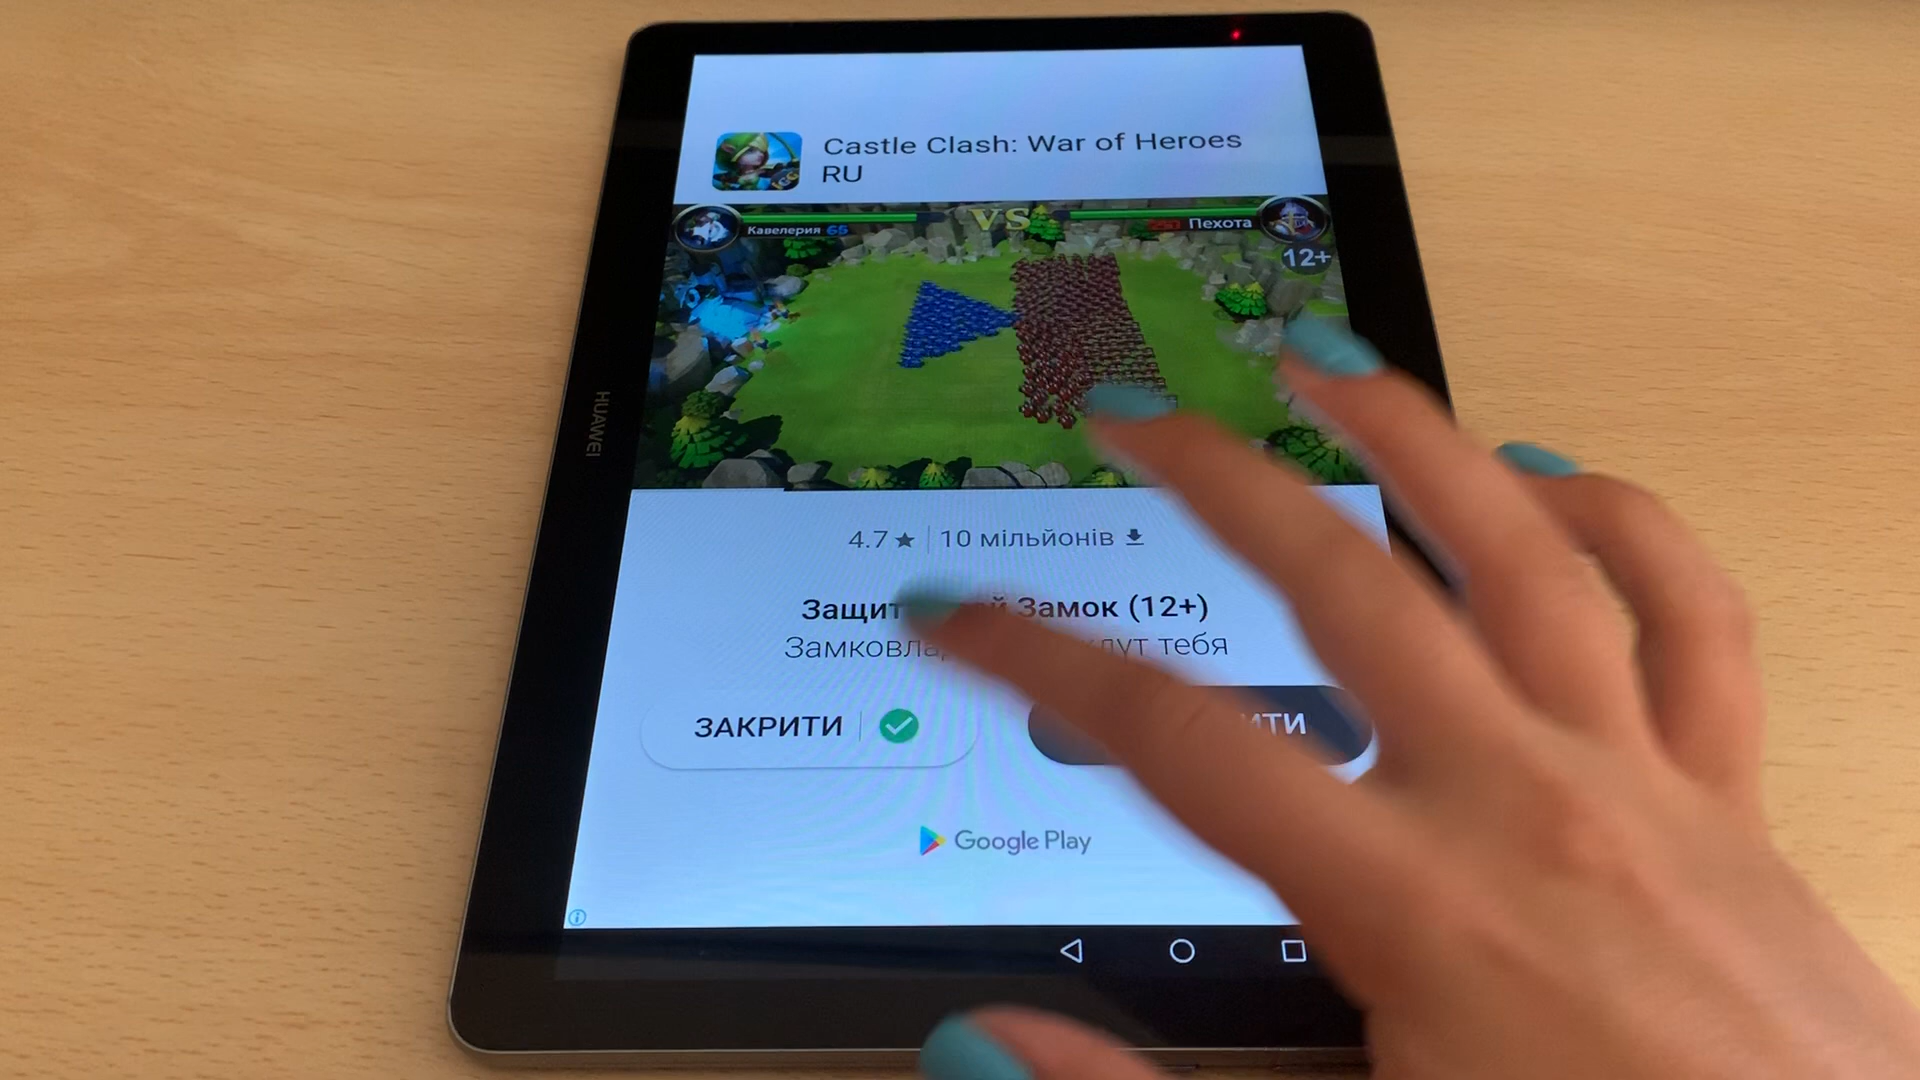 Castle Clash: War of Heroes
RU
Кавелерия 65
VS
Пехота
12+
HUAWEI
4.7 ★ | 10 мільйонів
Замок (12+)
тебя
ЗАКРИТИ
Google Play